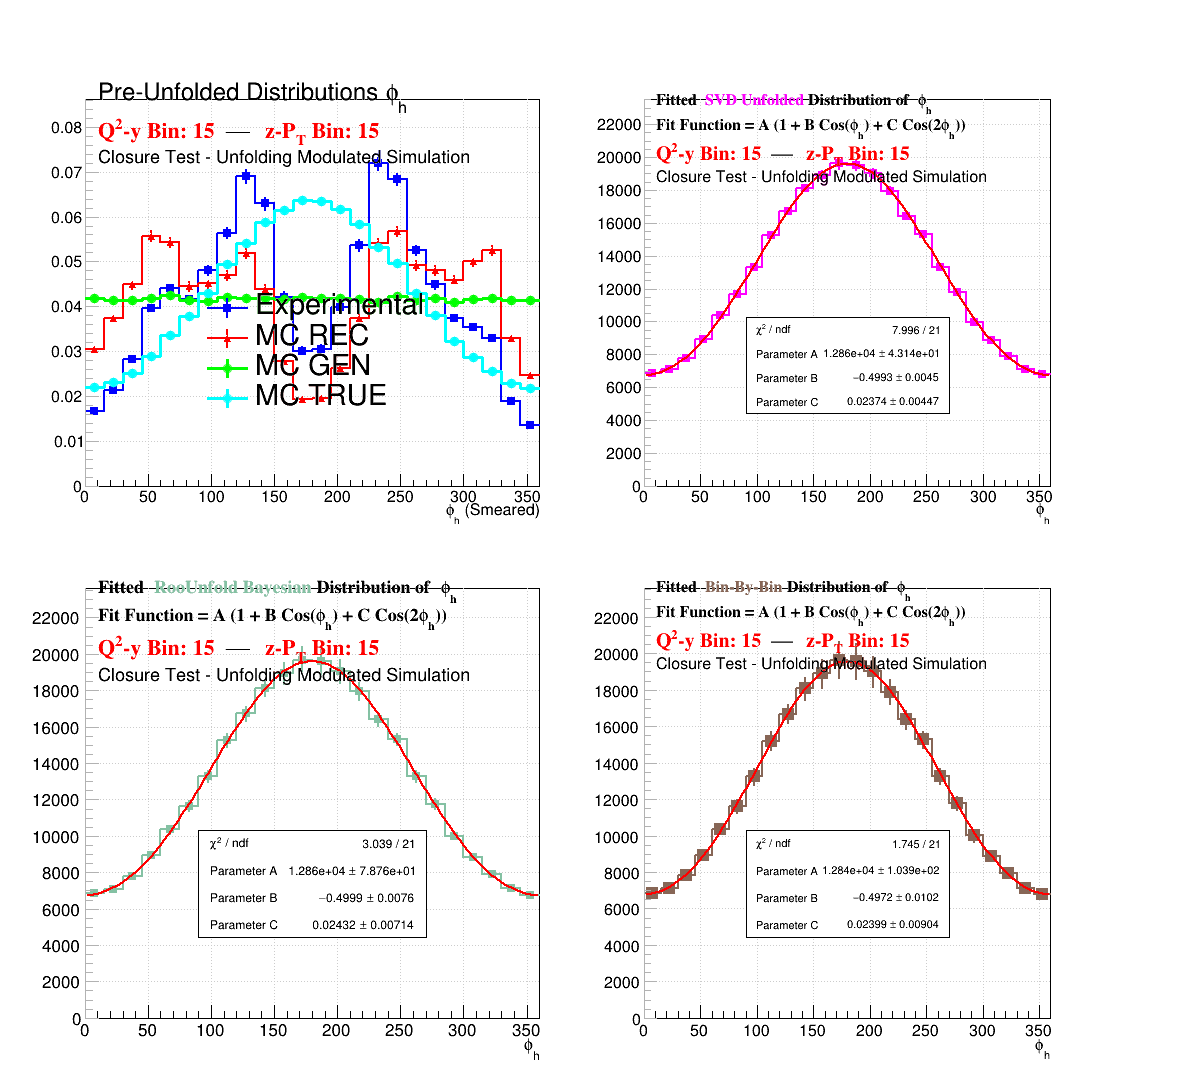 Pre-Unfolded Distributions ϕh
Q2-y Bin: 15 — z-PT Bin: 15
Closure Test - Unfolding Modulated Simulation
0.08
0.07
0.06
0.05
0.04
0.03
0.02
0.01
0
Experimental
MC REC
MC GEN
MC TRUE
0 50 100 150 200 250 300 350
ϕh (Smeared)
Fitted SVD Unfolded Distribution of ϕh
Fit Function = A (1 + B Cos(ϕh) + C Cos(2ϕh))
Q2-y Bin: 15 — z-PT Bin: 15
Closure Test - Unfolding Modulated Simulation
22000
20000
18000
16000
14000
12000
10000
8000
6000
4000
2000
0
χ2 / ndf 7.996 / 21
Parameter A 1.286e+04 ± 4.314e+01
Parameter B −0.4993 ± 0.0045
Parameter C 0.02374 ± 0.00447
0 50 100 150 200 250 300 350
ϕh
Fitted RooUnfold Bayesian Distribution of ϕh
Fit Function = A (1 + B Cos(ϕh) + C Cos(2ϕh))
Q2-y Bin: 15 — z-PT Bin: 15
Closure Test - Unfolding Modulated Simulation
22000
20000
18000
16000
14000
12000
10000
8000
6000
4000
2000
0
χ2 / ndf 3.039 / 21
Parameter A 1.286e+04 ± 7.876e+01
Parameter B −0.4999 ± 0.0076
Parameter C 0.02432 ± 0.00714
0 50 100 150 200 250 300 350
ϕh
Fitted Bin-By-Bin Distribution of ϕh
Fit Function = A (1 + B Cos(ϕh) + C Cos(2ϕh))
Q2-y Bin: 15 — z-PT Bin: 15
Closure Test - Unfolding Modulated Simulation
22000
20000
18000
16000
14000
12000
10000
8000
6000
4000
2000
0
χ2 / ndf 1.745 / 21
Parameter A 1.284e+04 ± 1.039e+02
Parameter B −0.4972 ± 0.0102
Parameter C 0.02399 ± 0.00904
0 50 100 150 200 250 300 350
ϕh